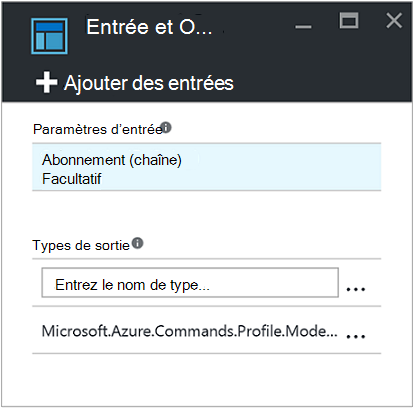 Entrée et O...
Ajouter des entrées
Paramètres d'entrée
Abonnement (chaîne)
Facultatif
Types de sortie
Entrez le nom de type...
Microsoft.Azure.Commands.Profile.Mode...